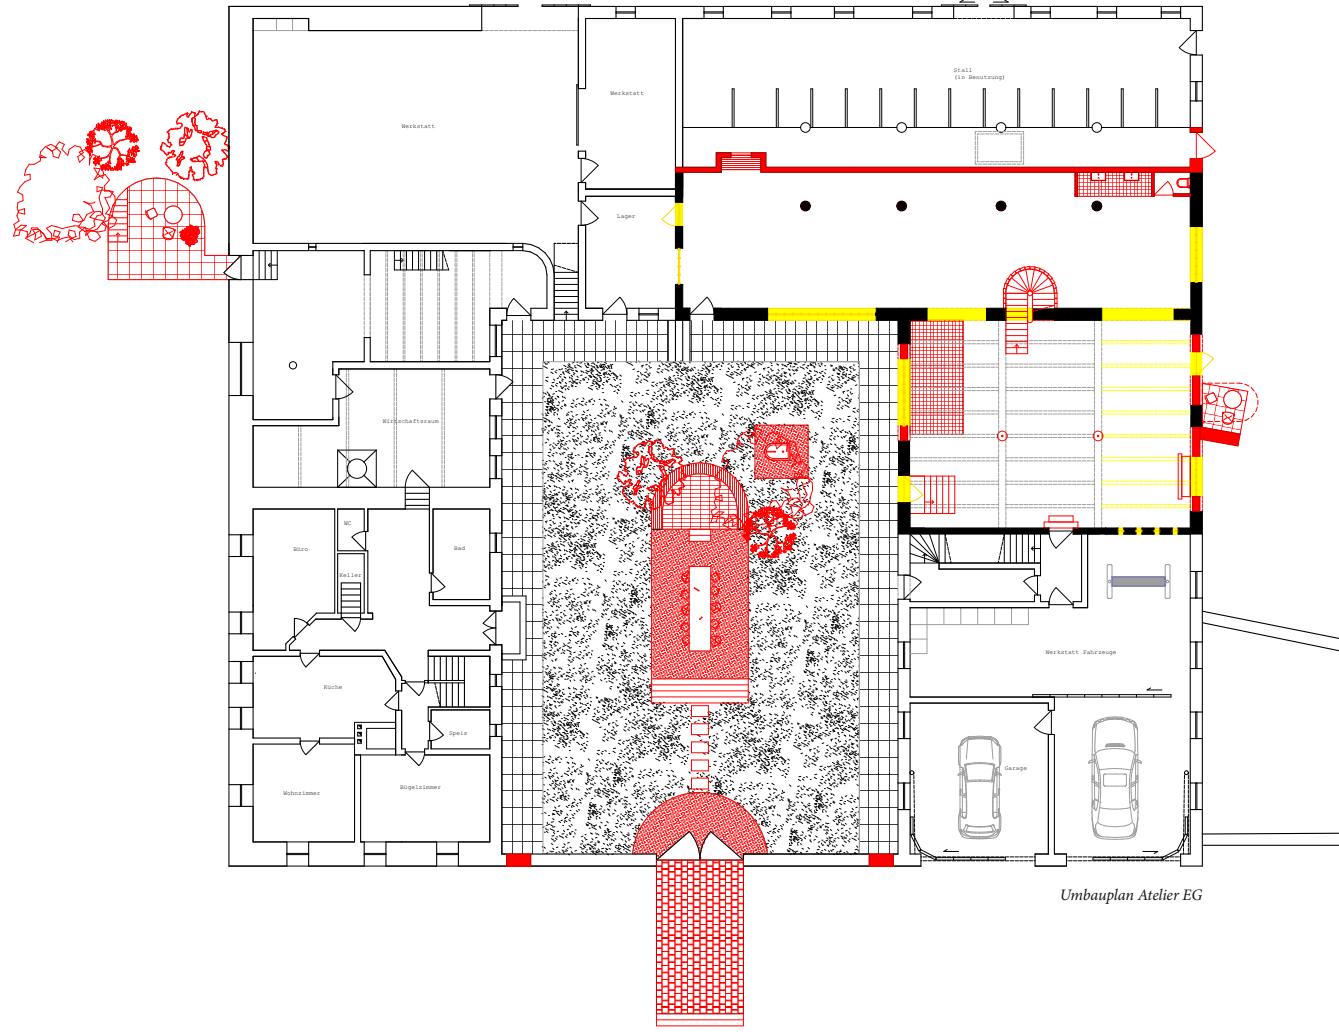 Stall
(in Benutzung)
Werkstatt
Werkstatt
Lager
Wirtschaftsraum
WC
Büro
Bad
Keller
Werkstatt Fahrzeuge
Küche
Speis
Garage
Wohnzimmer
Bügelzimmer
Umbauplan Atelier EG